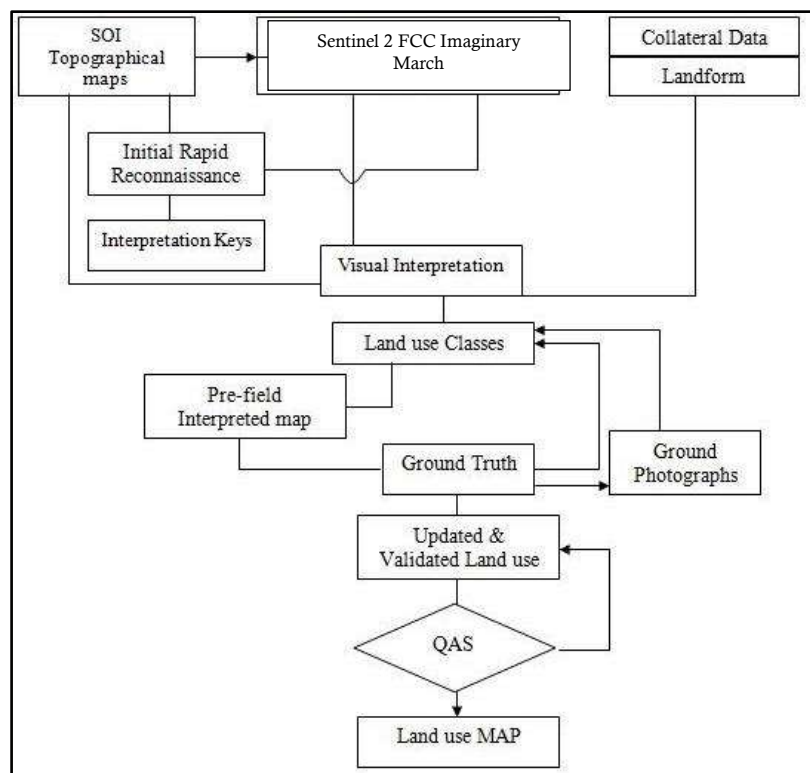 SOI
Topographical
maps
Sentinel 2 FCC Imaginary
March
Collateral Data
Landform
Initial Rapid
Reconnaissance
Interpretation Keys
Visual Interpretation
Land use Classes
Pre-field
Interpreted map
Ground Truth
Ground
Photographs
Updated &
Validated Land use
QAS
Land use MAP